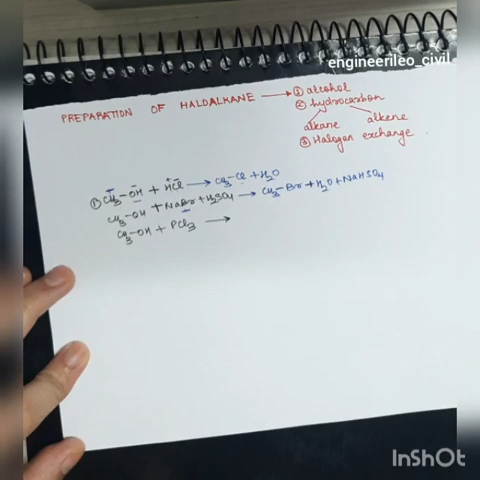 engineerileo_civil
PREPARATION OF HALOALKANE → ① alcohol
② hydrocarbon
alkane alkene
③ Halogen exchange.
① CH₃-OH + HCl → CH₃-Cl + H₂O
CH₃-OH + NaBr + H₂SO₄ → CH₃-Br + H₂O + NaHSO₄
CH₃-OH + PCl₃ →
InShOt